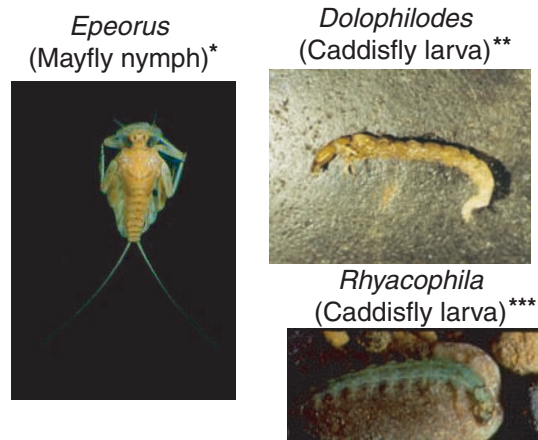 Epeorus
(Mayfly nymph)*
Dolophilodes
(Caddisfly larva)**
Rhyacophila
(Caddisfly larva)***